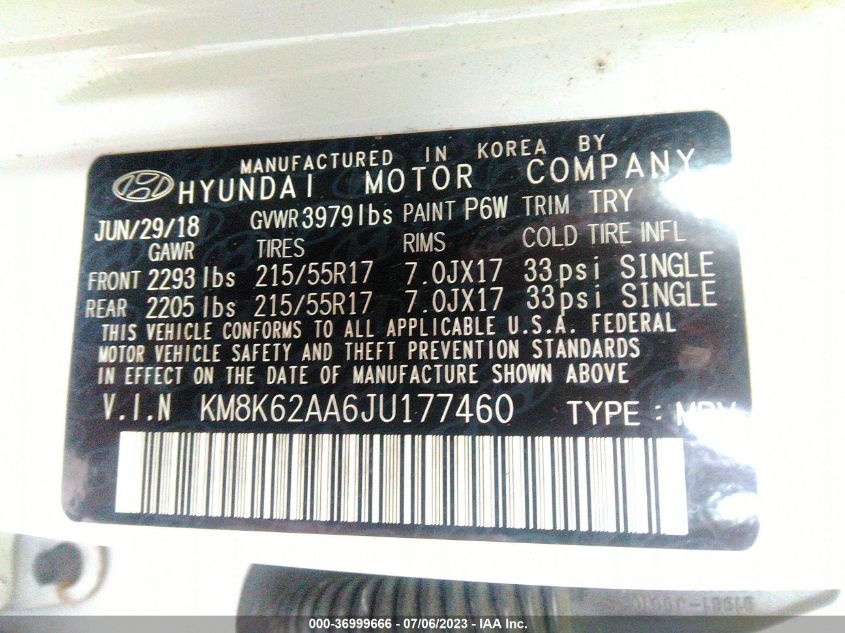 MANUFACTURED IN KOREA BY
HYUNDAI MOTOR COMPANY
JUN/29/18 GVWR 3979lbs PAINT P6W TRIM TRY
GAWR TIRES RIMS COLD TIRE INFL
FRONT 2293 lbs 215/55R17 7.0JX17 33psi SINGLE
REAR 2205 lbs 215/55R17 7.0JX17 33psi SINGLE
THIS VEHICLE CONFORMS TO ALL APPLICABLE U.S.A. FEDERAL
MOTOR VEHICLE SAFETY AND THEFT PREVENTION STANDARDS
IN EFFECT ON THE DATE OF MANUFACTURE SHOWN ABOVE
V.I.N KM8K62AA6JU177460 TYPE : MPV
000-36999666 - 07/06/2023 - IAA Inc.